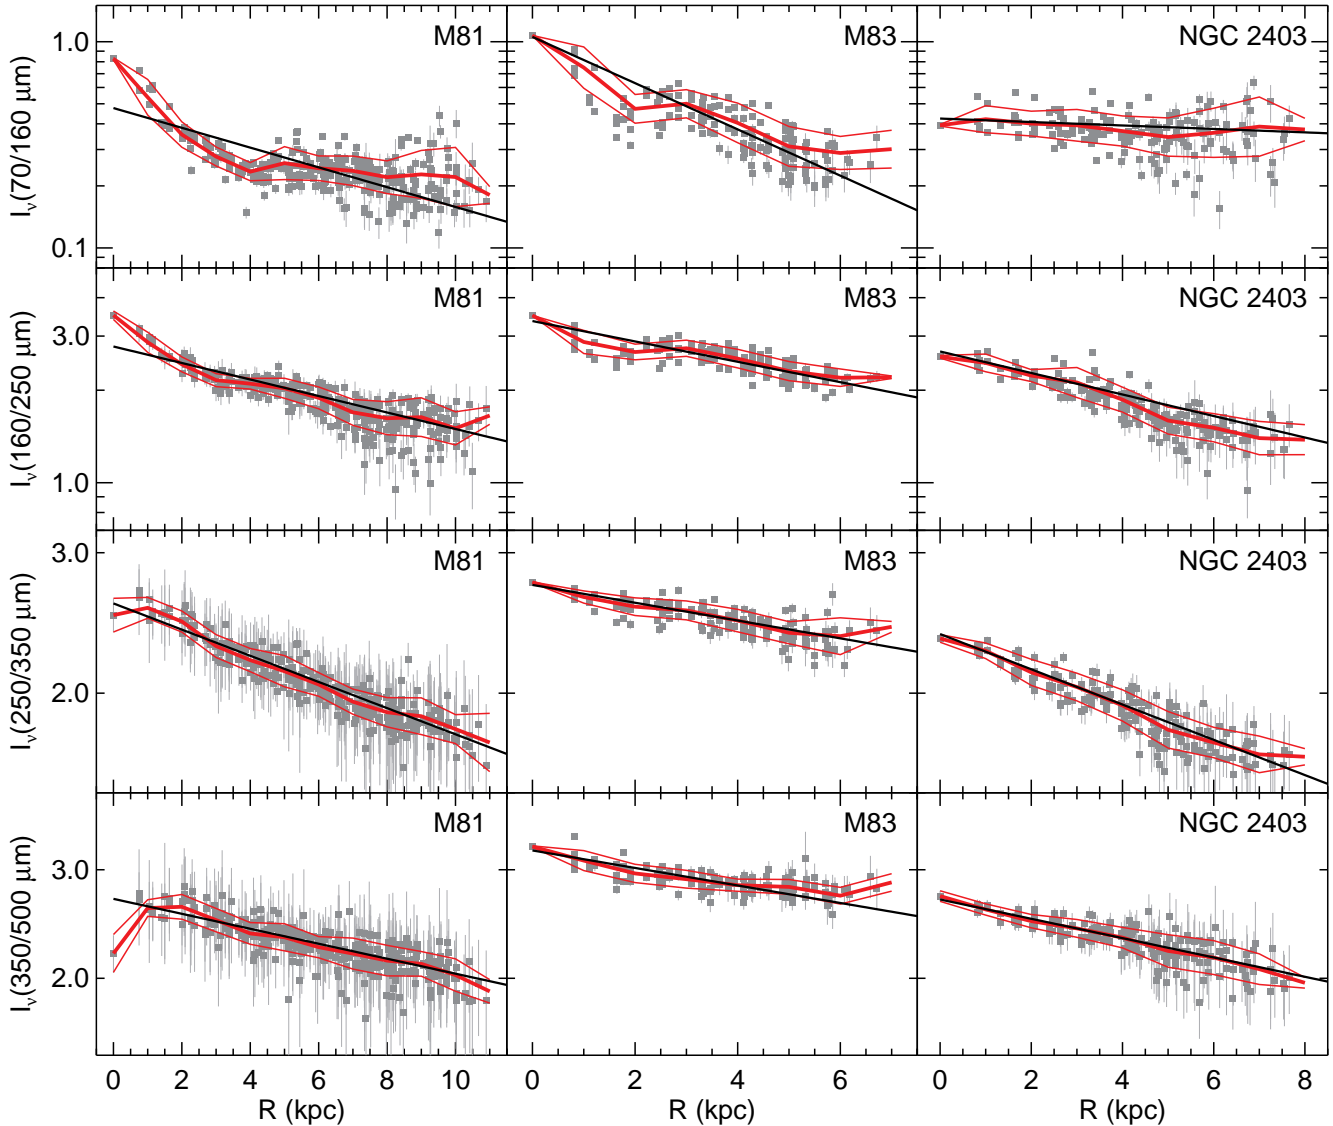 M81 M83 NGC 2403
I_ν(70/160 μm)
1.0
0.1
M81 M83 NGC 2403
I_ν(160/250 μm)
3.0
1.0
M81 M83 NGC 2403
I_ν(250/350 μm)
3.0
2.0
M81 M83 NGC 2403
I_ν(350/500 μm)
3.0
2.0
0 2 4 6 8 10 0 2 4 6 0 2 4 6 8
R (kpc) R (kpc) R (kpc)